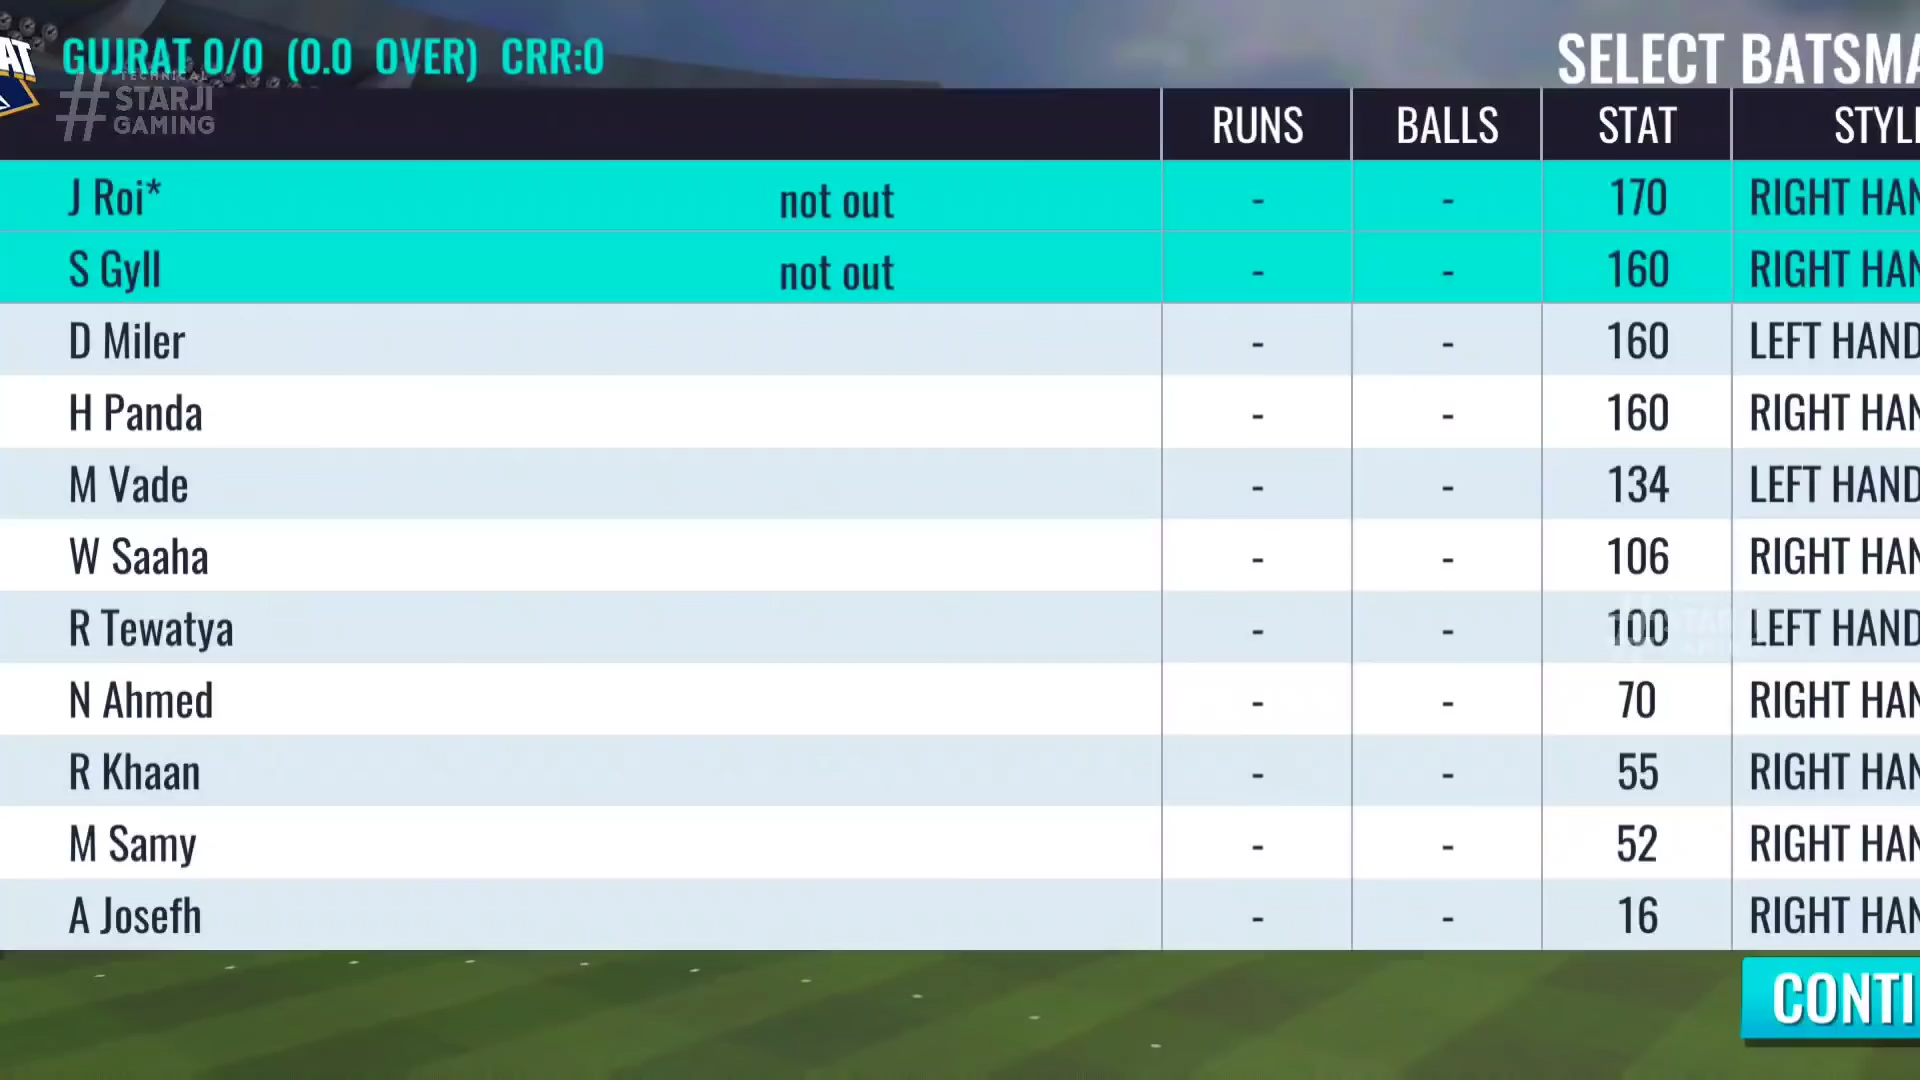 GUJRAT 0/0 (0.0 OVER) CRR:0
SELECT BATSMA
AT
TECHNICAL
#STARJI
GAMING
RUNS BALLS STAT STYL
J Roi* not out - - 170 RIGHT HAN
S Gyll not out - - 160 RIGHT HAN
D Miler - - 160 LEFT HAND
H Panda - - 160 RIGHT HAN
M Vade - - 134 LEFT HAND
W Saaha - - 106 RIGHT HAN
R Tewatya - - 100 LEFT HAND
N Ahmed - - 70 RIGHT HAN
R Khaan - - 55 RIGHT HAN
M Samy - - 52 RIGHT HAN
A Josefh - - 16 RIGHT HAN
CONTI